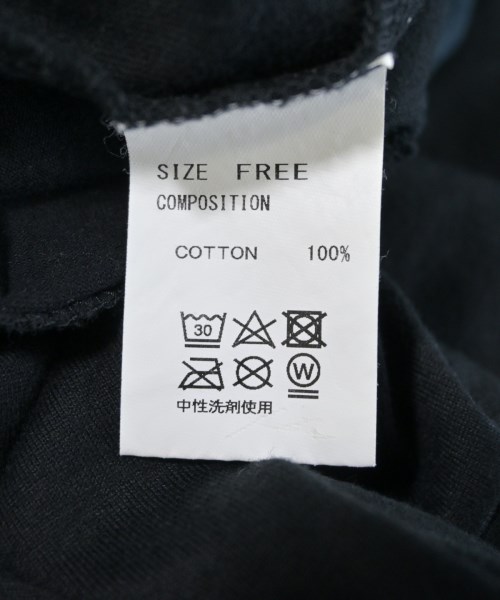 SIZE FREE
COMPOSITION
COTTON 100%
30
W
中性洗剤使用